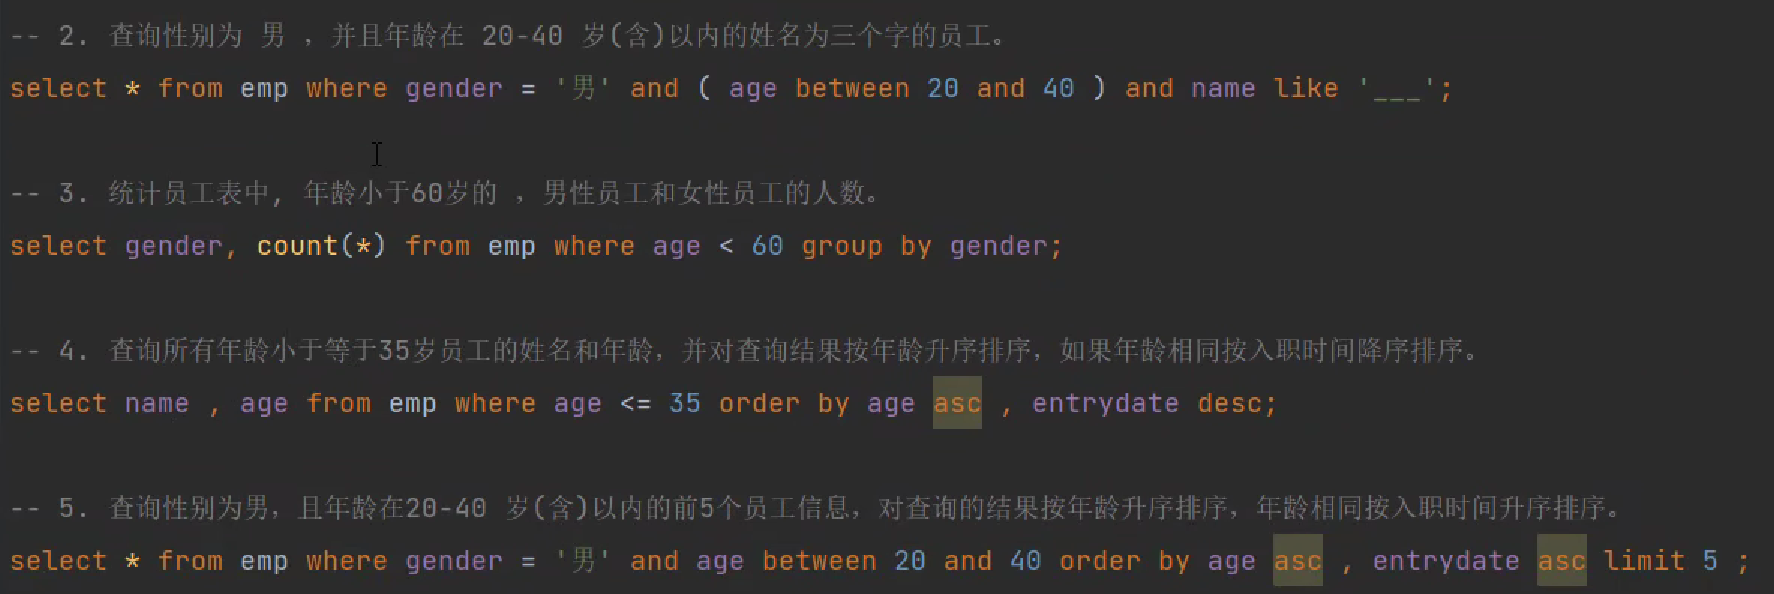 -- 2. 查询性别为 男 ，并且年龄在 20-40 岁(含)以内的姓名为三个字的员工。
select * from emp where gender = '男' and ( age between 20 and 40 ) and name like '___';
-- 3. 统计员工表中, 年龄小于60岁的 ，男性员工和女性员工的人数。
select gender, count(*) from emp where age < 60 group by gender;
-- 4. 查询所有年龄小于等于35岁员工的姓名和年龄，并对查询结果按年龄升序排序，如果年龄相同按入职时间降序排序。
select name , age from emp where age <= 35 order by age asc , entrydate desc;
-- 5. 查询性别为男，且年龄在20-40 岁(含)以内的前5个员工信息，对查询的结果按年龄升序排序，年龄相同按入职时间升序排序。
select * from emp where gender = '男' and age between 20 and 40 order by age asc , entrydate asc limit 5 ;